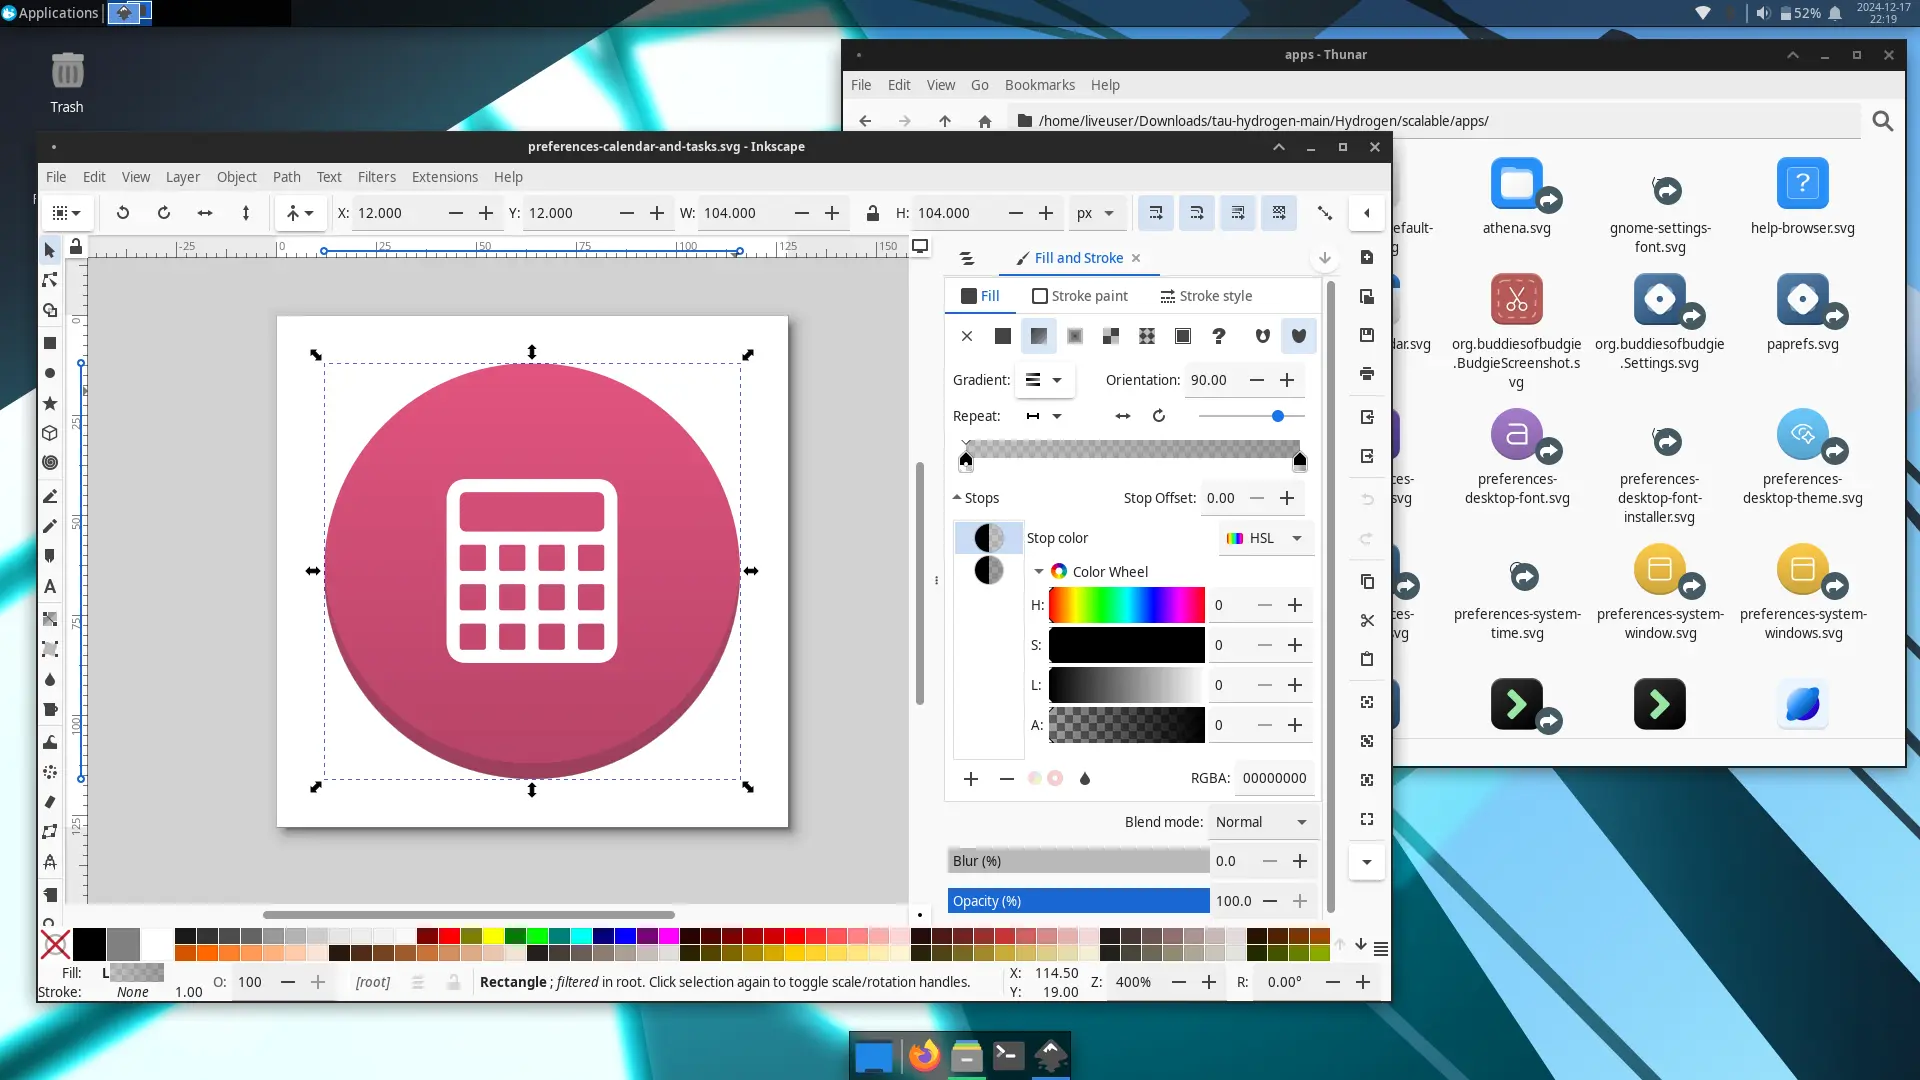 Applications
52%
2024-12-17
22:19
Trash
apps - Thunar
File Edit View Go Bookmarks Help
/home/liveuser/Downloads/tau-hydrogen-main/Hydrogen/scalable/apps/
athena.svg
gnome-settings-
font.svg
help-browser.svg
org.buddiesofbudgie
.BudgieScreenshot.s
vg
org.buddiesofbudgie
.Settings.svg
paprefs.svg
preferences-
desktop-font.svg
preferences-
desktop-font-
installer.svg
preferences-
desktop-theme.svg
preferences-system-
time.svg
preferences-system-
window.svg
preferences-system-
windows.svg
preferences-calendar-and-tasks.svg - Inkscape
File Edit View Layer Object Path Text Filters Extensions Help
X: 12.000 Y: 12.000 W: 104.000 H: 104.000 px
-25 0 25 50 75 100 125 150
0
25
50
75
100
125
Fill and Stroke
Fill Stroke paint Stroke style
Gradient: Orientation: 90.00
Repeat:
Stops Stop Offset: 0.00
Stop color HSL
Color Wheel
H: 0
S: 0
L: 0
A: 0
RGBA: 00000000
Blend mode: Normal
Blur (%) 0.0
Opacity (%) 100.0
Fill: L
Stroke: None 1.00
O: 100
[root]
Rectangle ; filtered in root. Click selection again to toggle scale/rotation handles.
X: 114.50
Y: 19.00
Z: 400%
R: 0.00°